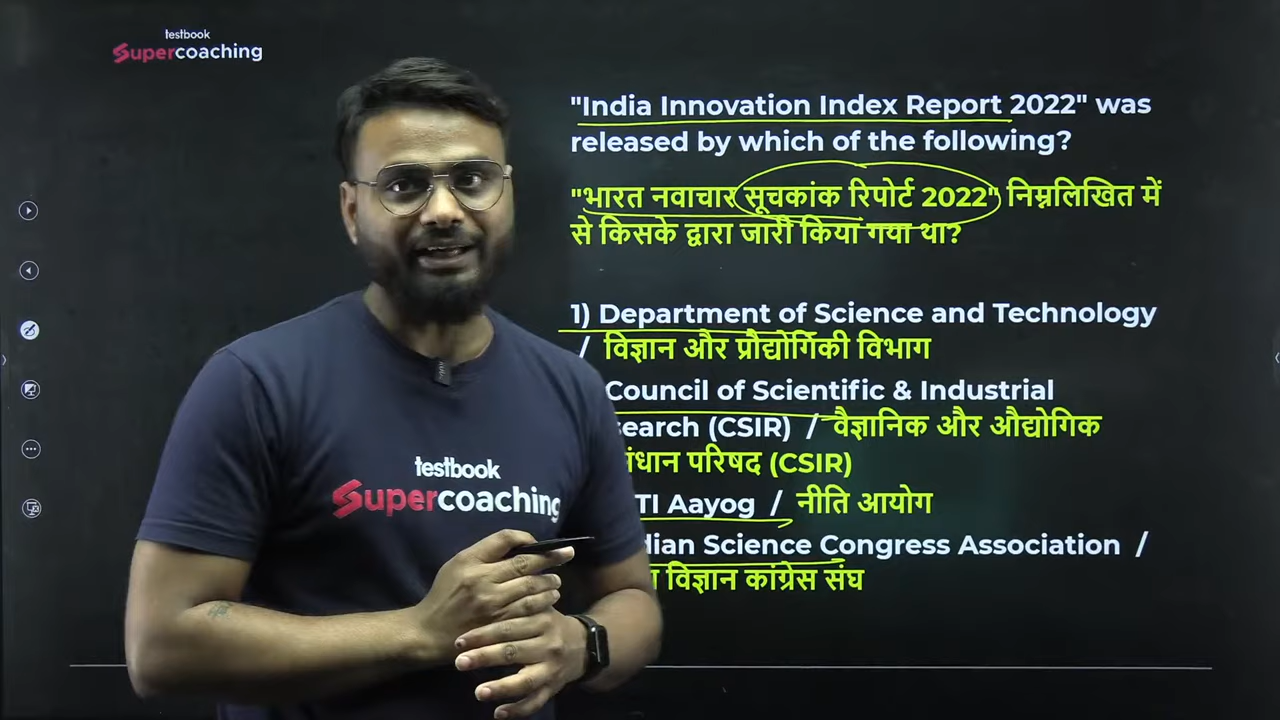 testbook
Supercoaching
"India Innovation Index Report 2022" was
released by which of the following?
"भारत नवाचार सूचकांक रिपोर्ट 2022" निम्नलिखित में
से किसके द्वारा जारी किया गया था?
1) Department of Science and Technology
/ विज्ञान और प्रौद्योगिकी विभाग
Council of Scientific & Industrial
(CSIR) / वैज्ञानिक और औद्योगिक
परिषद (CSIR)
Aayog / नीति आयोग
Science Congress Association /
विज्ञान कांग्रेस संघ
testbook
Supercoaching